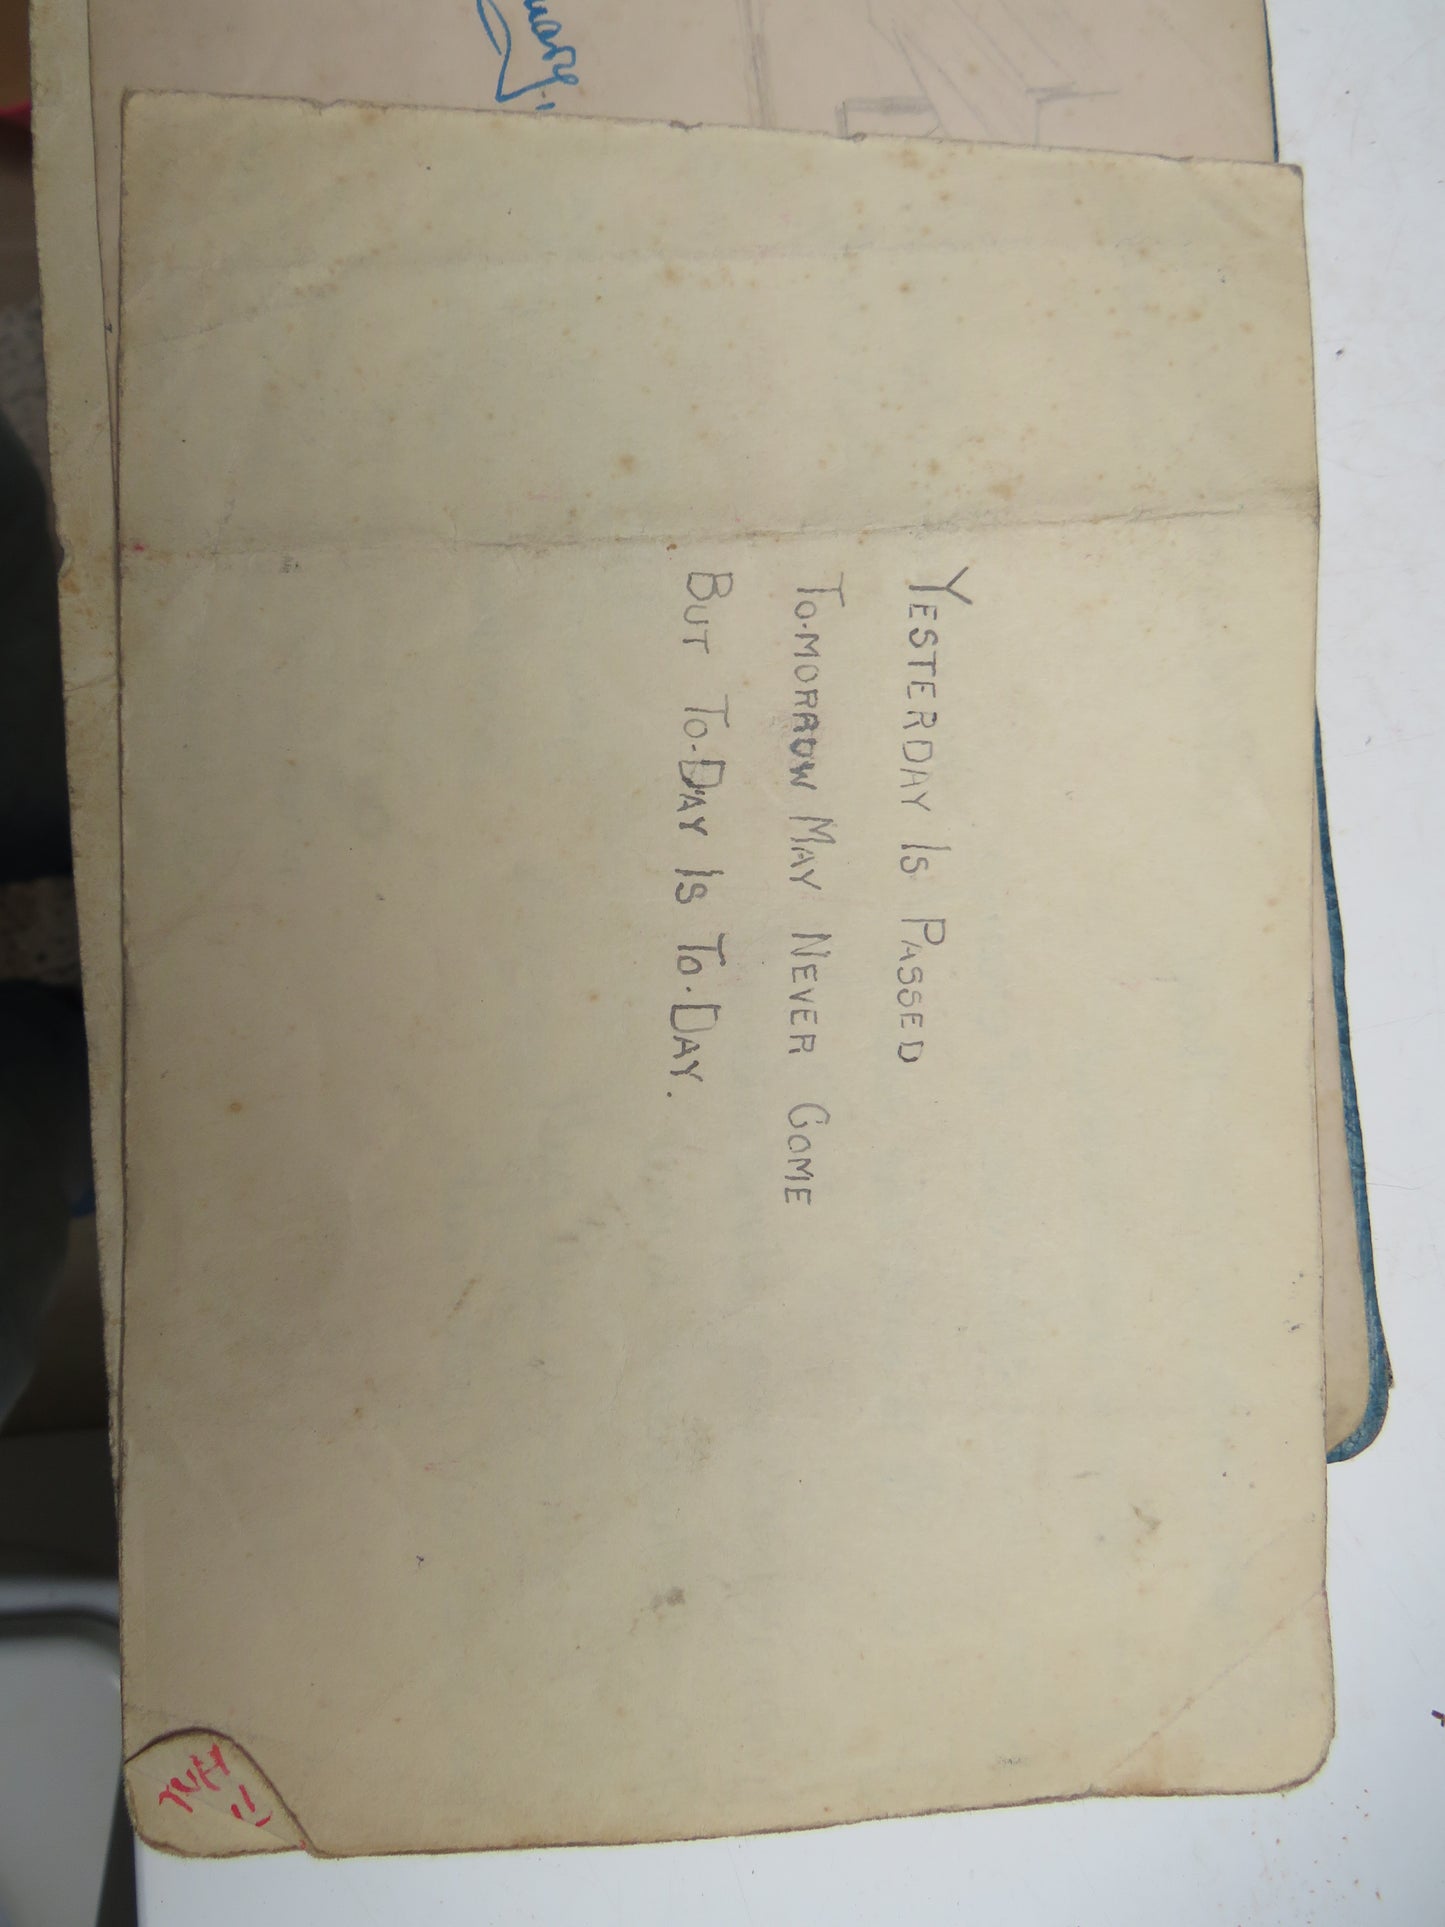 YESTERDAY IS PASSED
TO-MORROW MAY NEVER COME
BUT TO-DAY IS TO-DAY.